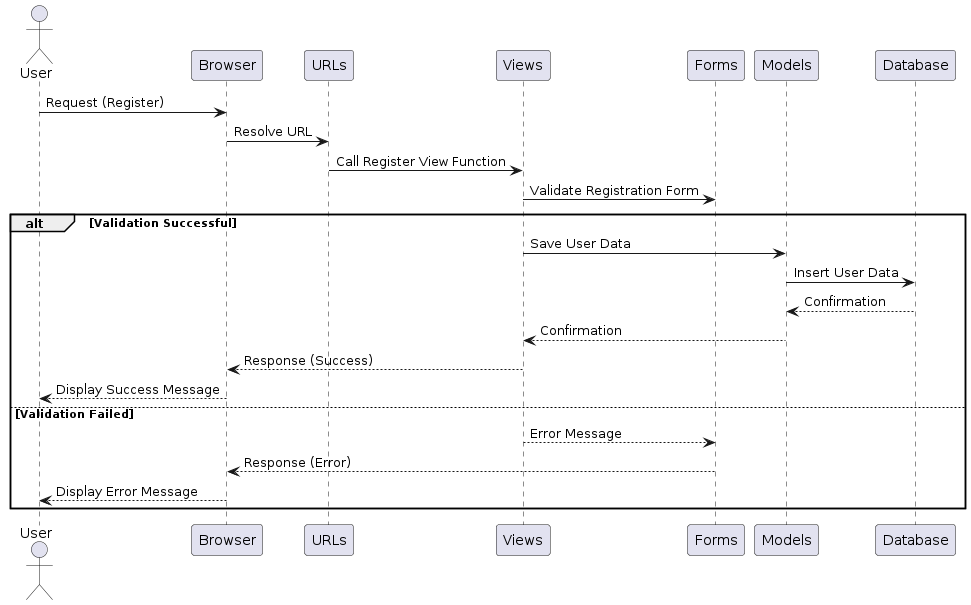 User
Browser
URLs
Views
Forms
Models
Database
Request (Register)
Resolve URL
Call Register View Function
Validate Registration Form
alt
[Validation Successful]
Save User Data
Insert User Data
Confirmation
Confirmation
Response (Success)
Display Success Message
[Validation Failed]
Error Message
Response (Error)
Display Error Message
User
Browser
URLs
Views
Forms
Models
Database